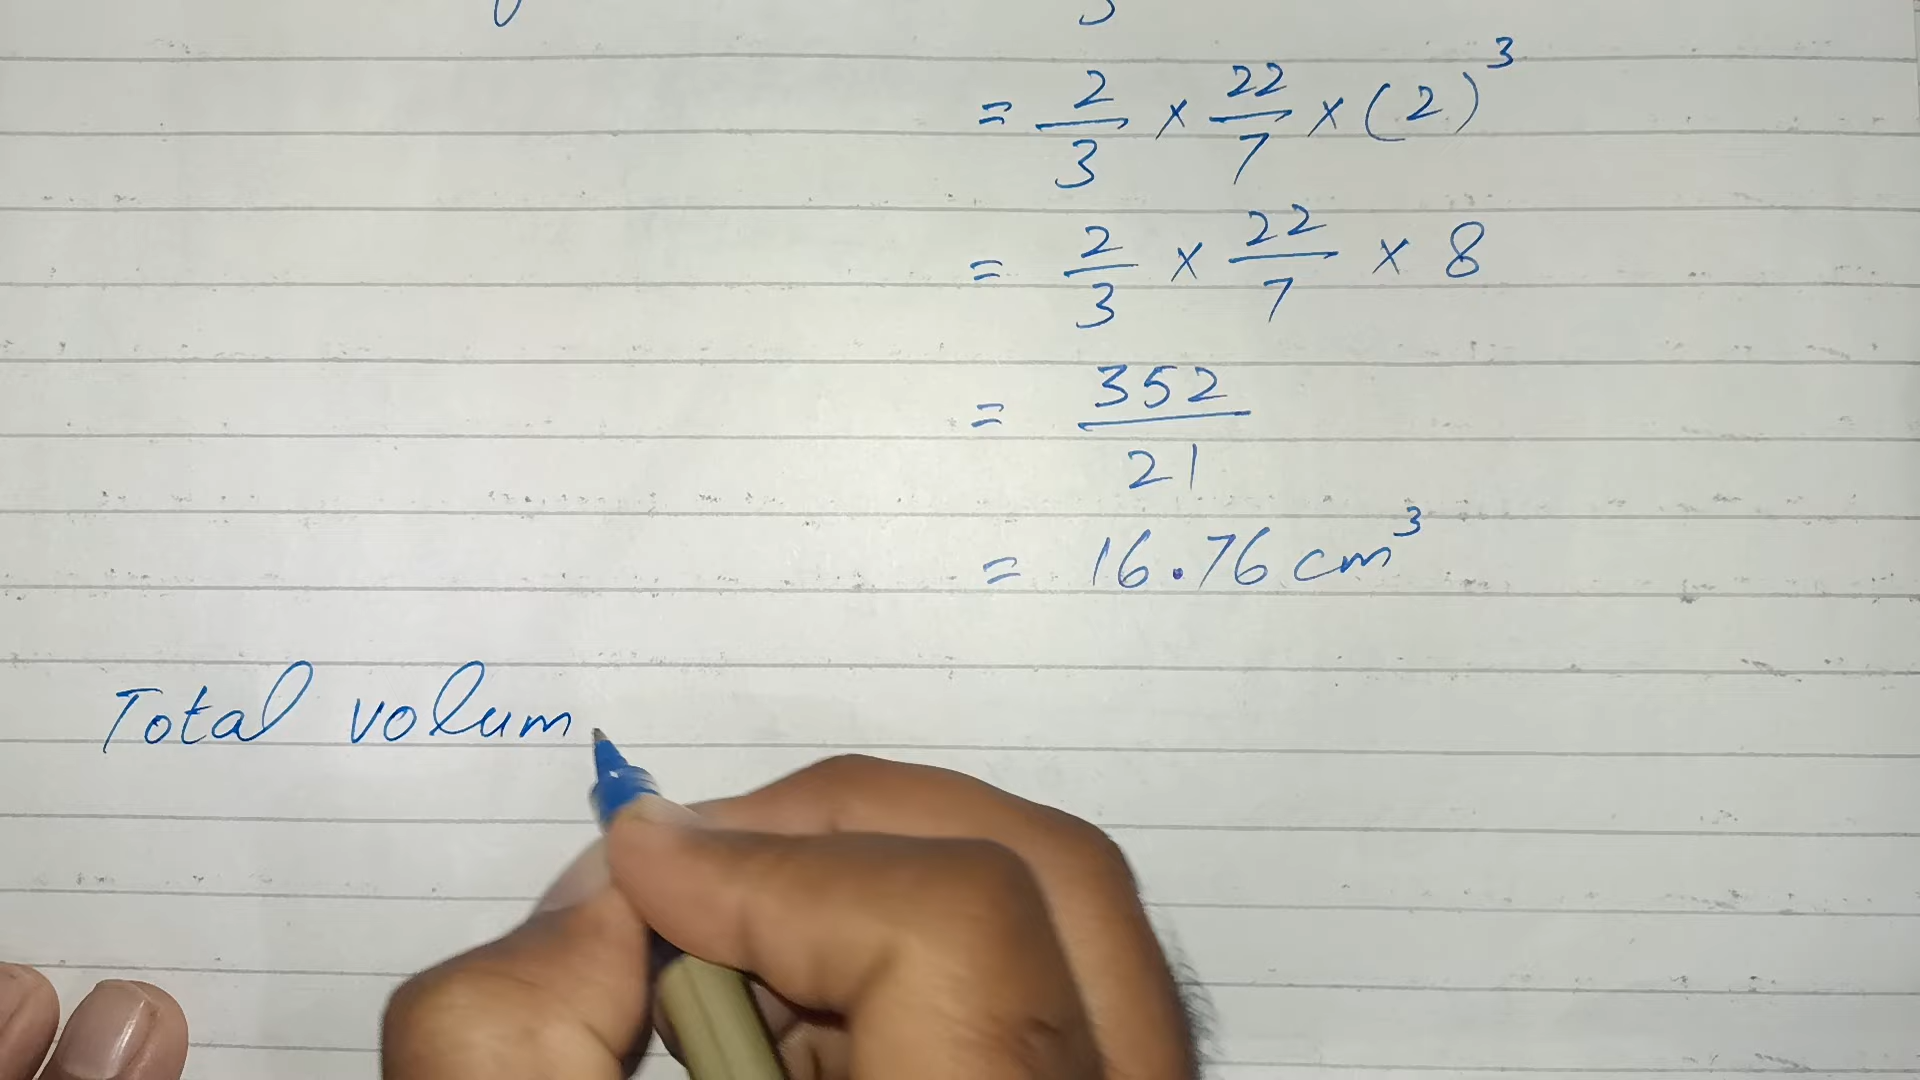 = 2/3 × 22/7 × (2)³
= 2/3 × 22/7 × 8
= 352/21
= 16.76 cm³
Total volum